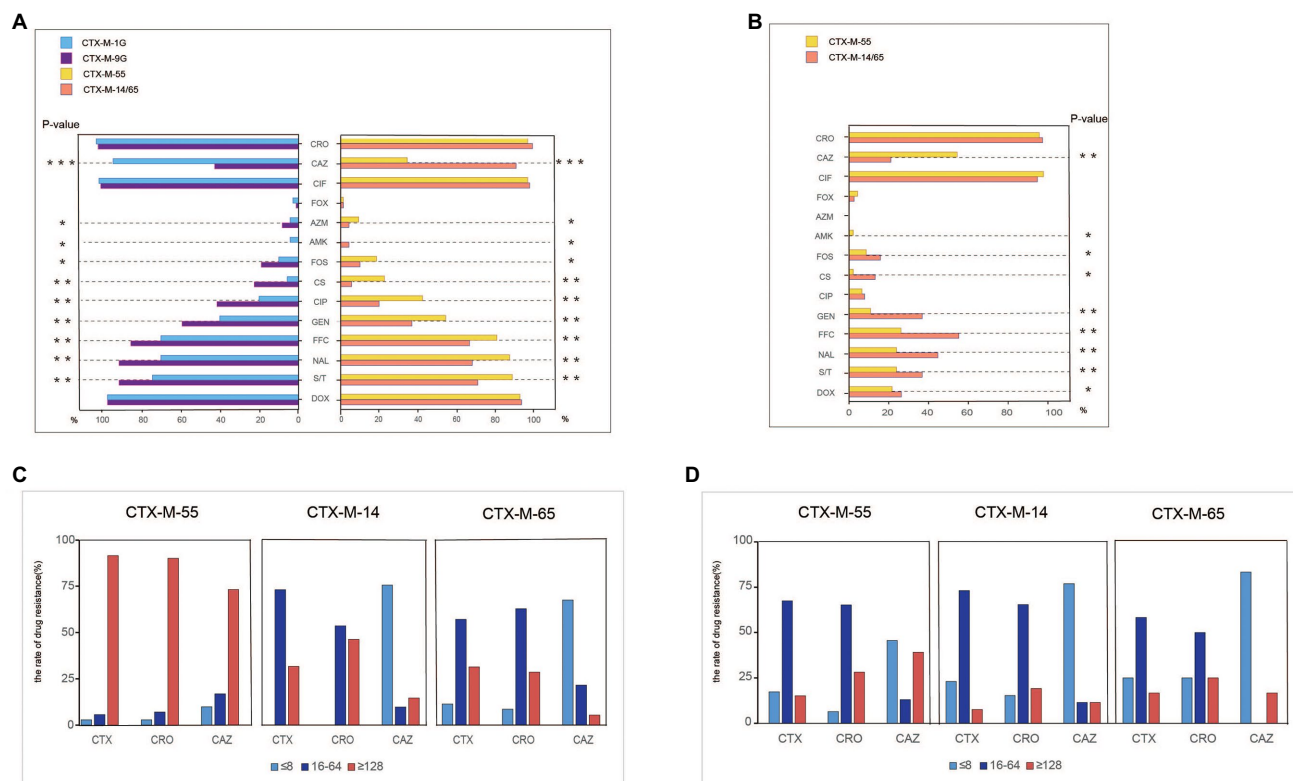 A
CTX-M-1G
CTX-M-9G
CTX-M-55
CTX-M-14/65
P-value
CRO
*** CAZ ***
CIF
FOX
* AZM *
* AMK *
* FOS *
** CS **
** CIP **
** GEN **
** FFC **
** NAL **
** S/T **
DOX
% 100 80 60 40 20 0 0 20 40 60 80 100 %
B
CTX-M-55
CTX-M-14/65
P-value
CRO
CAZ **
CIF
FOX
AZM
AMK *
FOS *
CS *
CIP
GEN **
FFC **
NAL **
S/T **
DOX *
0 20 40 60 80 100 %
C
CTX-M-55 CTX-M-14 CTX-M-65
the rate of drug resistance(%)
100
75
50
25
0
CTX CRO CAZ CTX CRO CAZ CTX CRO CAZ
≤8 16-64 ≥128
D
CTX-M-55 CTX-M-14 CTX-M-65
the rate of drug resistance(%)
100
75
50
25
0
CTX CRO CAZ CTX CRO CAZ CTX CRO CAZ
≤8 16-64 ≥128